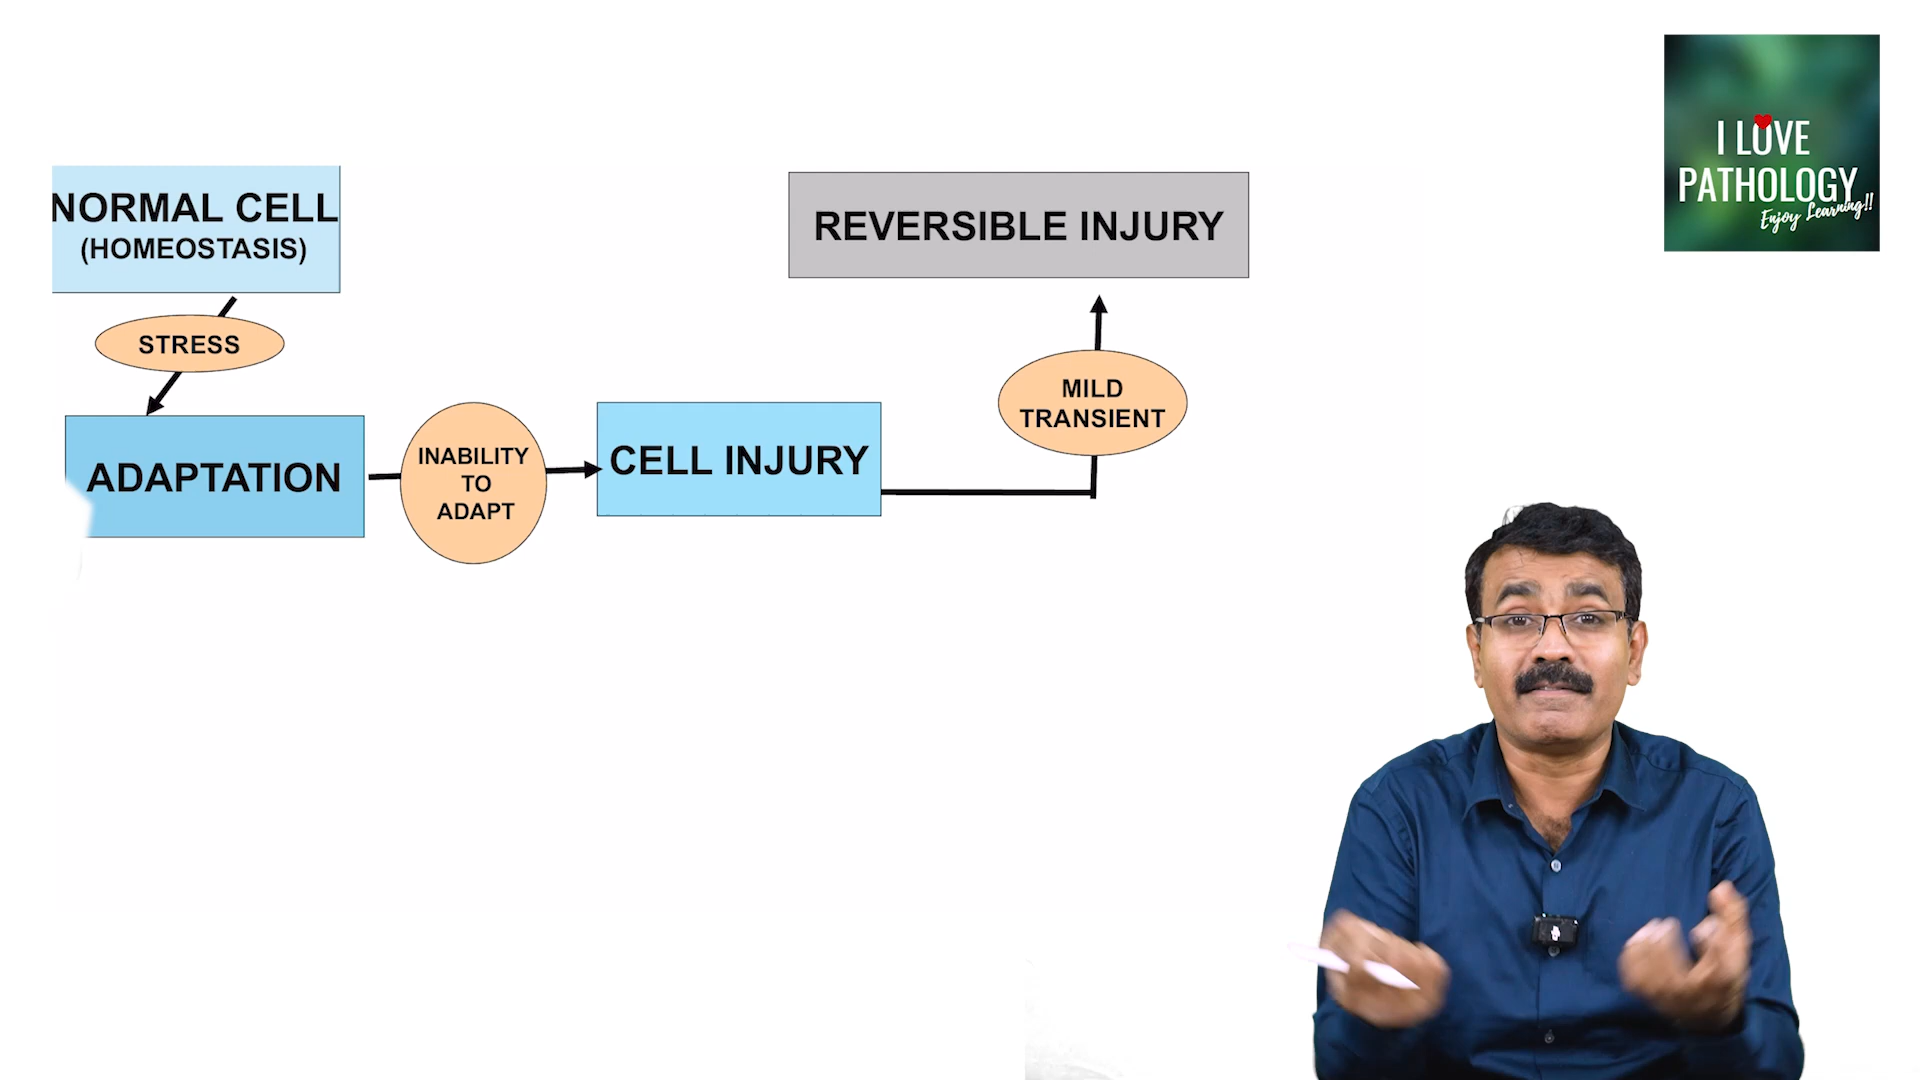 NORMAL CELL
(HOMEOSTASIS)
STRESS
ADAPTATION
INABILITY
TO
ADAPT
CELL INJURY
REVERSIBLE INJURY
MILD
TRANSIENT
I LOVE
PATHOLOGY
Enjoy Learning!!